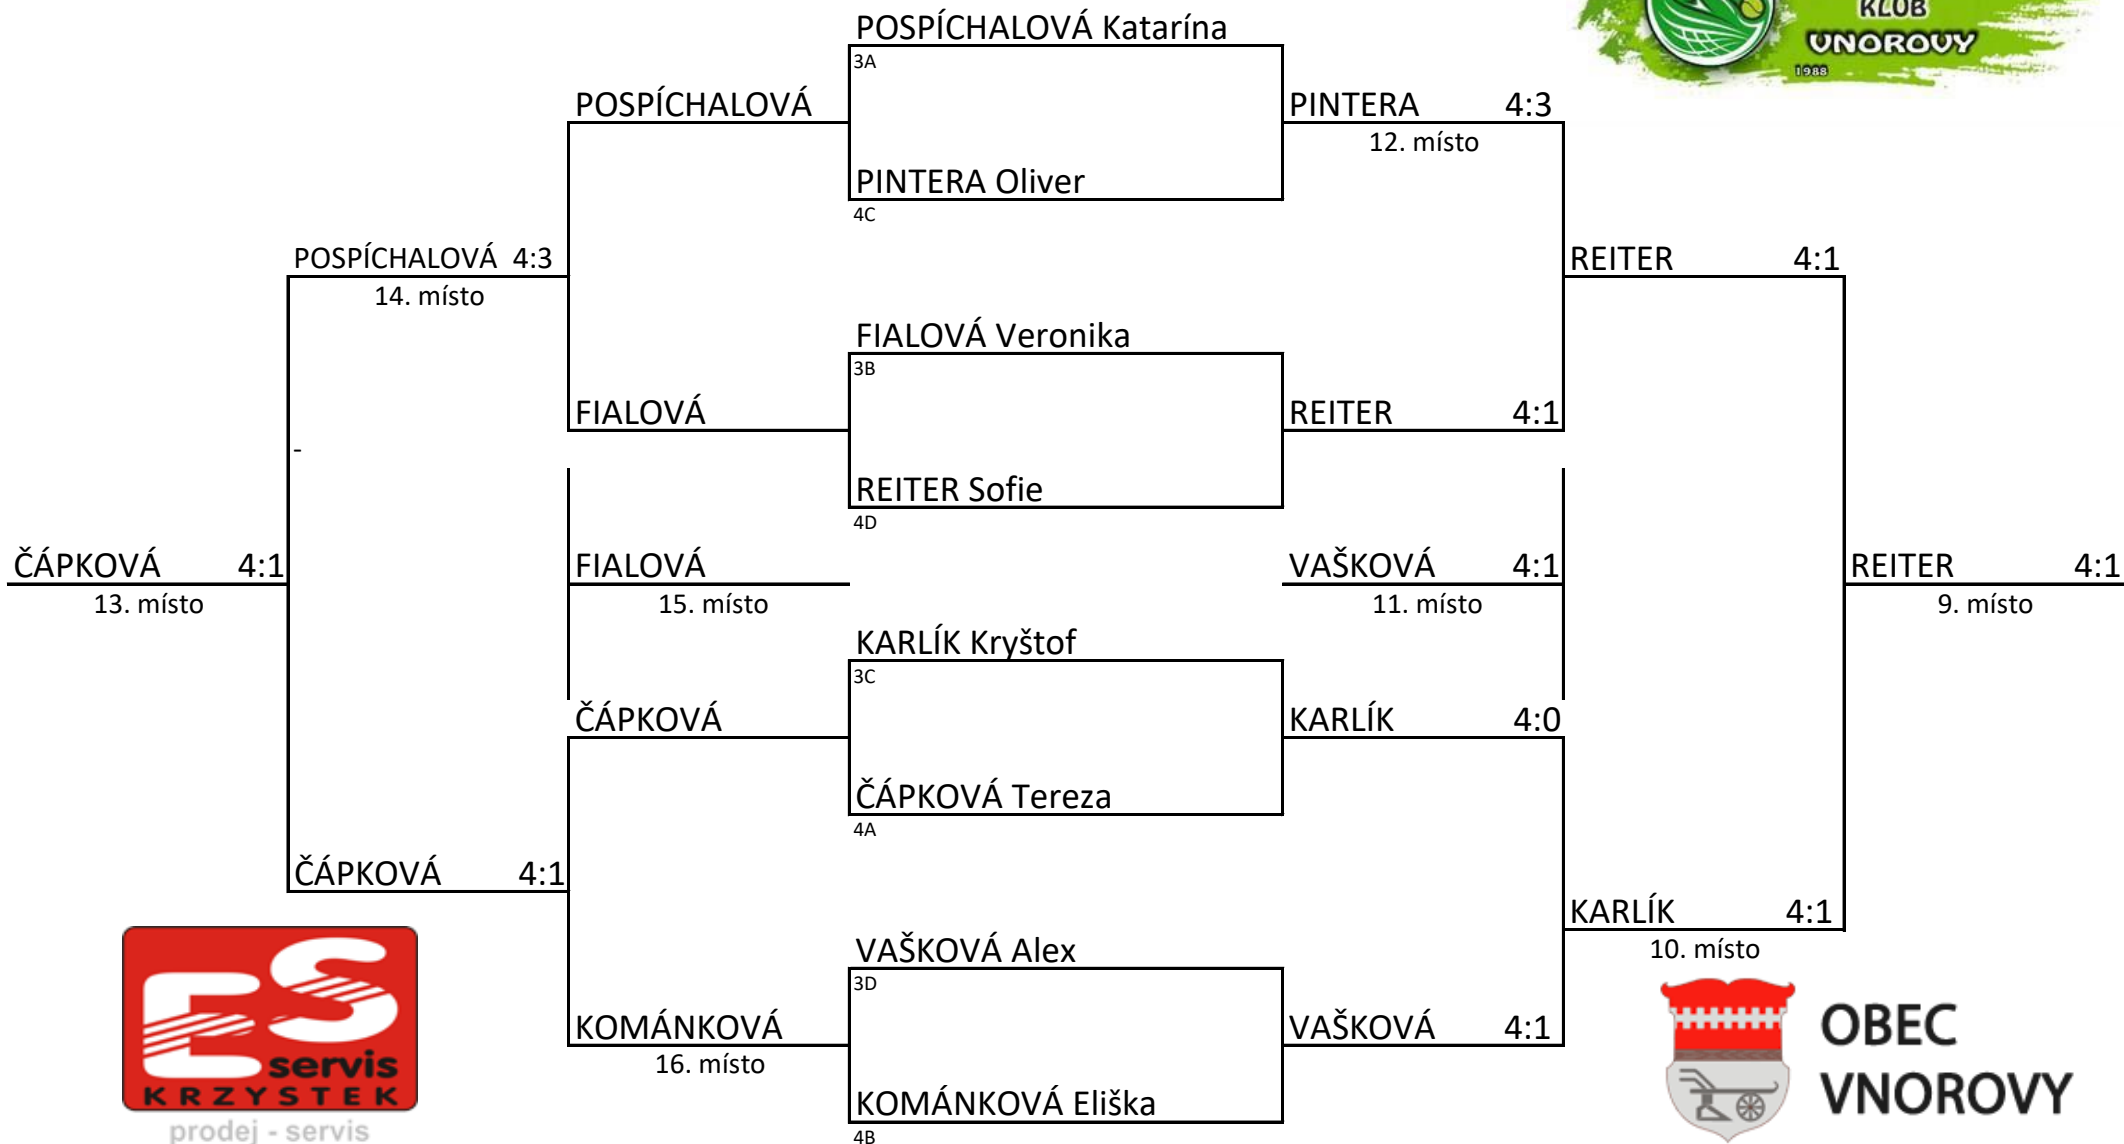 KLUB
VNOROVY
1988
POSPÍCHALOVÁ Katarína
3A
POSPÍCHALOVÁ
PINTERA 4:3
12. místo
PINTERA Oliver
4C
POSPÍCHALOVÁ 4:3
14. místo
REITER 4:1
FIALOVÁ Veronika
3B
FIALOVÁ
REITER 4:1
-
REITER Sofie
4D
ČÁPKOVÁ 4:1
13. místo
FIALOVÁ
15. místo
VAŠKOVÁ 4:1
11. místo
REITER 4:1
9. místo
KARLÍK Kryštof
3C
ČÁPKOVÁ
KARLÍK 4:0
ČÁPKOVÁ Tereza
4A
ČÁPKOVÁ 4:1
KARLÍK 4:1
10. místo
VAŠKOVÁ Alex
3D
KOMÁNKOVÁ
16. místo
VAŠKOVÁ 4:1
KOMÁNKOVÁ Eliška
4B
ES
servis
KRZYSTEK
prodej - servis
OBEC
VNOROVY